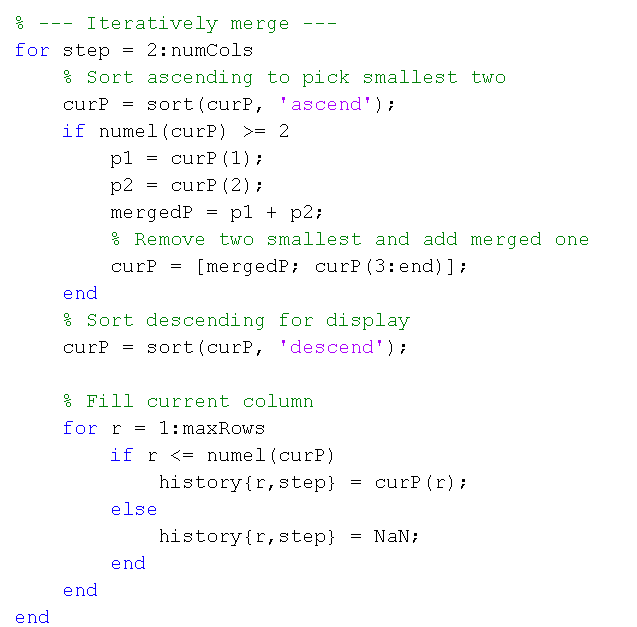 % --- Iteratively merge ---
for step = 2:numCols
    % Sort ascending to pick smallest two
    curP = sort(curP, 'ascend');
    if numel(curP) >= 2
        p1 = curP(1);
        p2 = curP(2);
        mergedP = p1 + p2;
        % Remove two smallest and add merged one
        curP = [mergedP; curP(3:end)];
    end
    % Sort descending for display
    curP = sort(curP, 'descend');

    % Fill current column
    for r = 1:maxRows
        if r <= numel(curP)
            history{r,step} = curP(r);
        else
            history{r,step} = NaN;
        end
    end
end